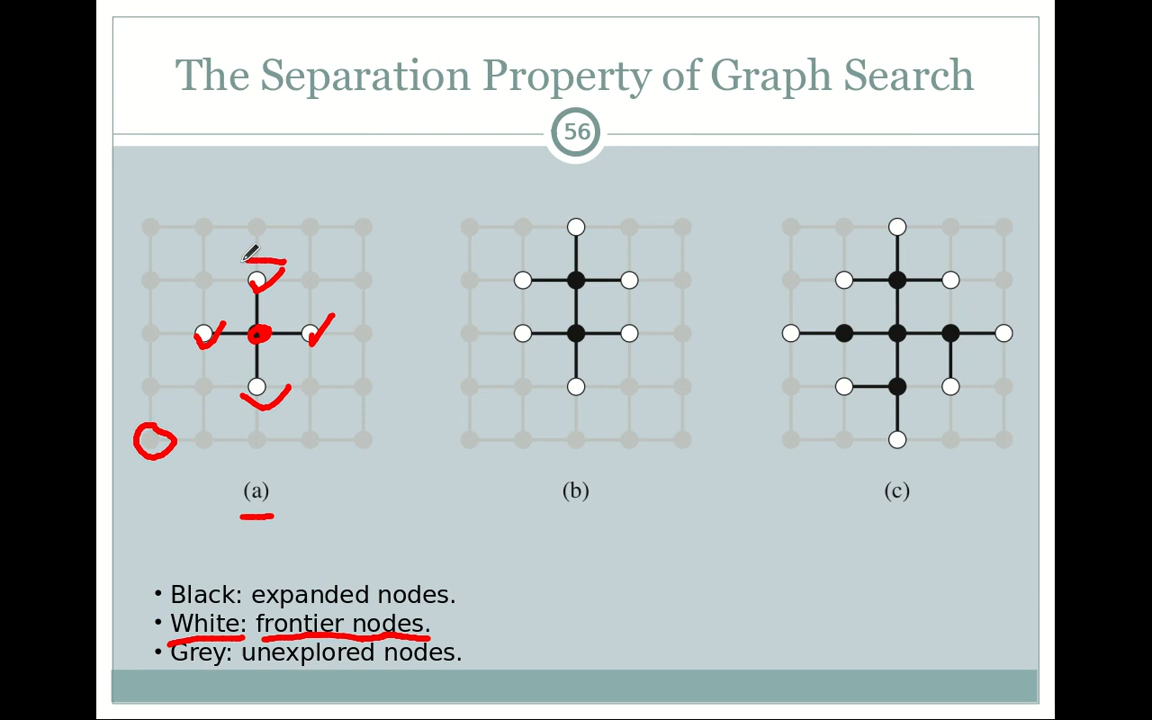 The Separation Property of Graph Search
56
(a)
(b)
(c)
• Black: expanded nodes.
• White: frontier nodes.
• Grey: unexplored nodes.